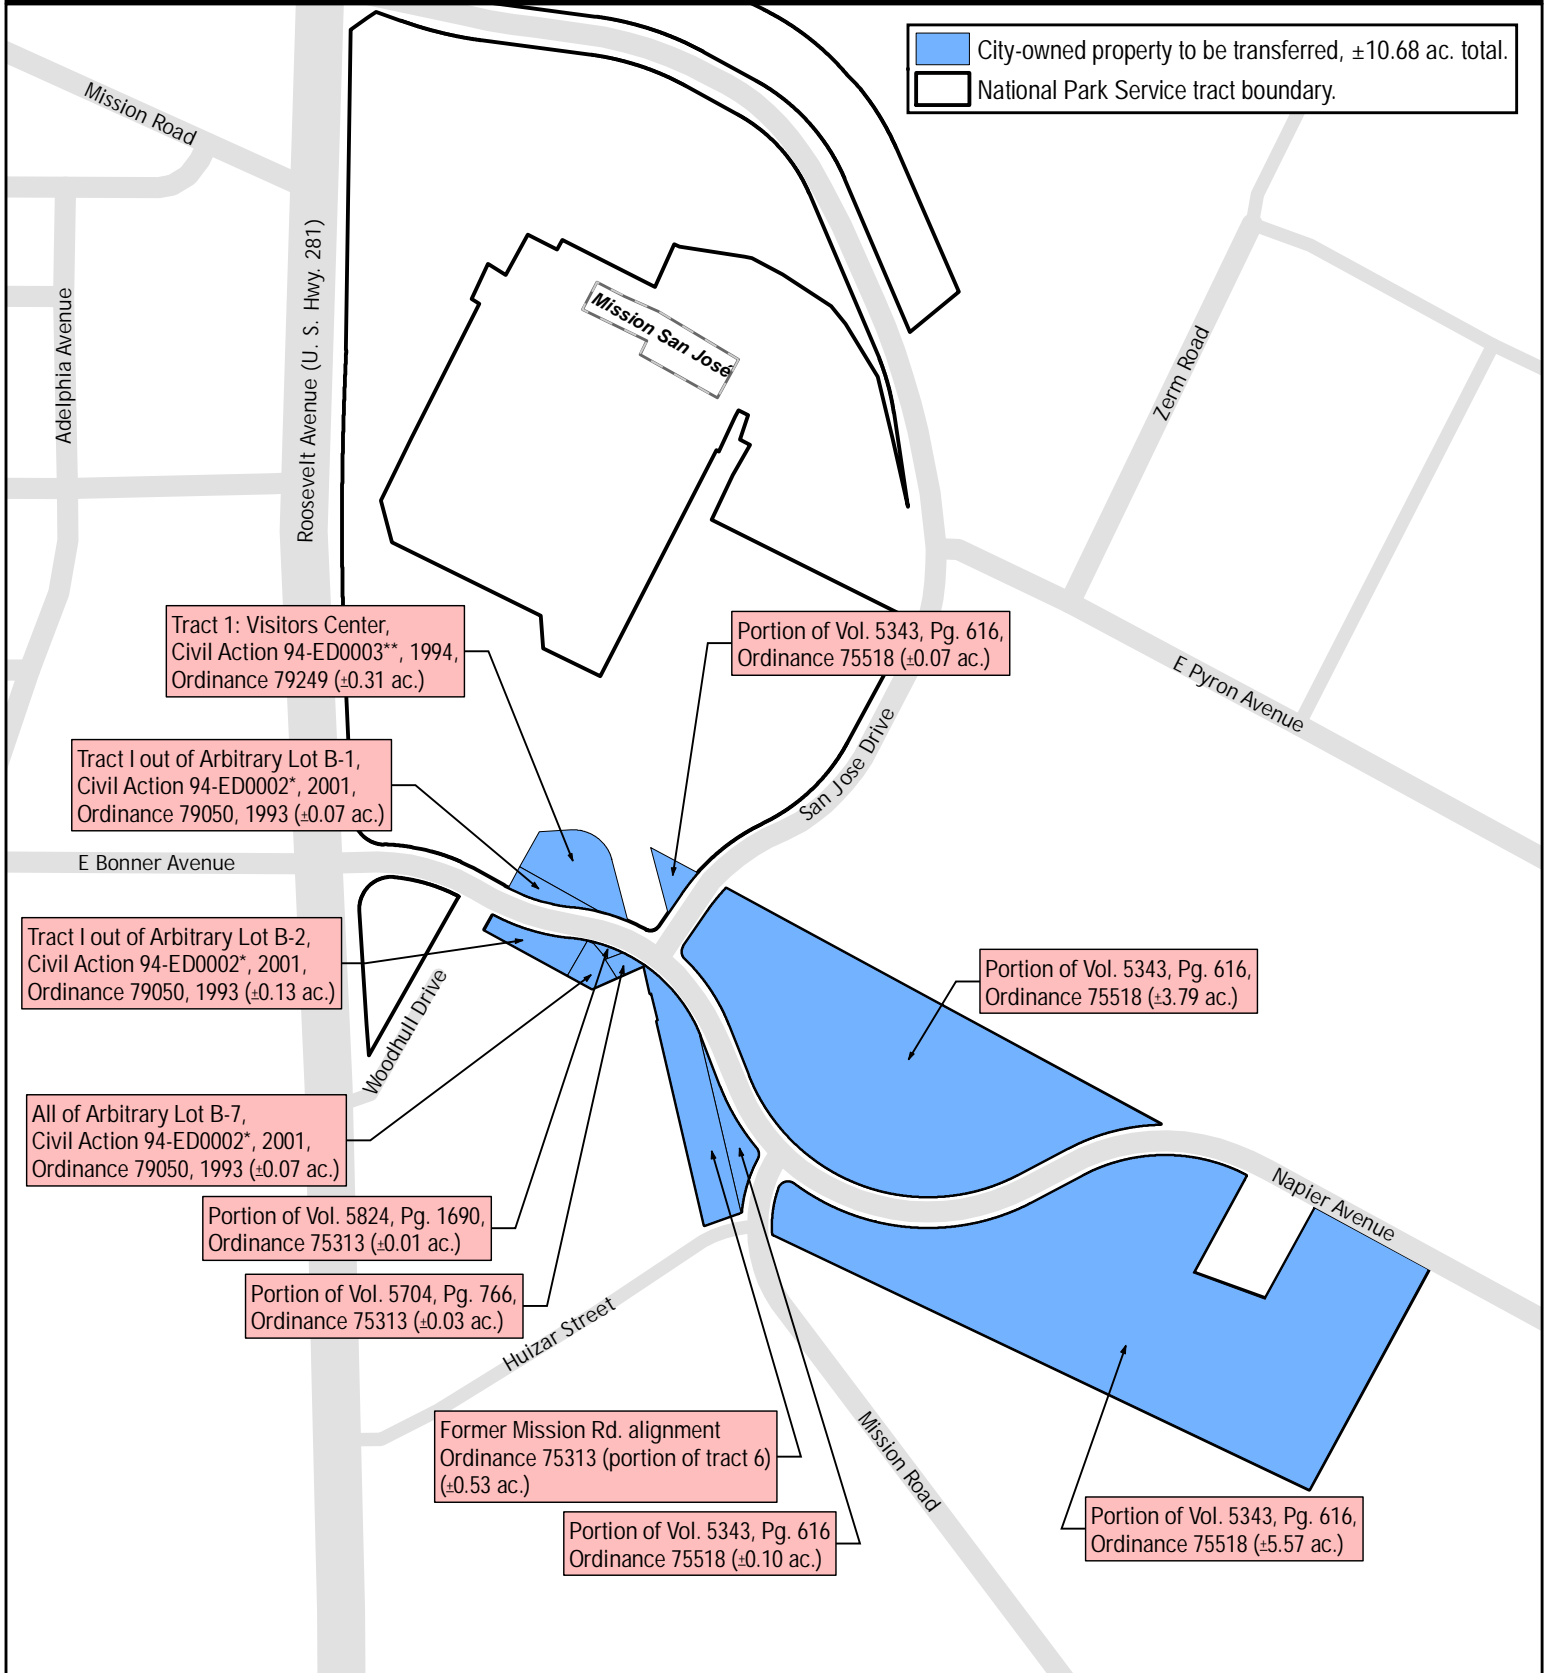 City-owned property to be transferred, ±10.68 ac. total.
National Park Service tract boundary.
Mission Road
Roosevelt Avenue (U. S. Hwy. 281)
Adelphia Avenue
Mission San José
Zerm Road
Tract 1: Visitors Center,
Civil Action 94-ED0003**, 1994,
Ordinance 79249 (±0.31 ac.)
Portion of Vol. 5343, Pg. 616,
Ordinance 75518 (±0.07 ac.)
E Pyron Avenue
San Jose Drive
Tract I out of Arbitrary Lot B-1,
Civil Action 94-ED0002*, 2001,
Ordinance 79050, 1993 (±0.07 ac.)
E Bonner Avenue
Tract I out of Arbitrary Lot B-2,
Civil Action 94-ED0002*, 2001,
Ordinance 79050, 1993 (±0.13 ac.)
Woodhull Drive
Portion of Vol. 5343, Pg. 616,
Ordinance 75518 (±3.79 ac.)
All of Arbitrary Lot B-7,
Civil Action 94-ED0002*, 2001,
Ordinance 79050, 1993 (±0.07 ac.)
Napier Avenue
Portion of Vol. 5824, Pg. 1690,
Ordinance 75313 (±0.01 ac.)
Portion of Vol. 5704, Pg. 766,
Ordinance 75313 (±0.03 ac.)
Huizar Street
Former Mission Rd. alignment
Ordinance 75313 (portion of tract 6)
(±0.53 ac.)
Mission Road
Portion of Vol. 5343, Pg. 616
Ordinance 75518 (±0.10 ac.)
Portion of Vol. 5343, Pg. 616,
Ordinance 75518 (±5.57 ac.)